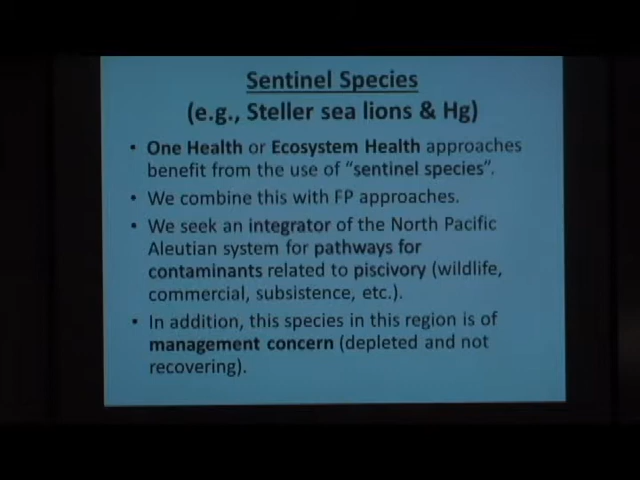 Sentinel Species
(e.g., Steller sea lions & Hg)
• One Health or Ecosystem Health approaches
benefit from the use of "sentinel species".
• We combine this with FP approaches.
• We seek an integrator of the North Pacific
Aleutian system for pathways for
contaminants related to piscivory (wildlife,
commercial, subsistence, etc.).
• In addition, this species in this region is of
management concern (depleted and not
recovering).